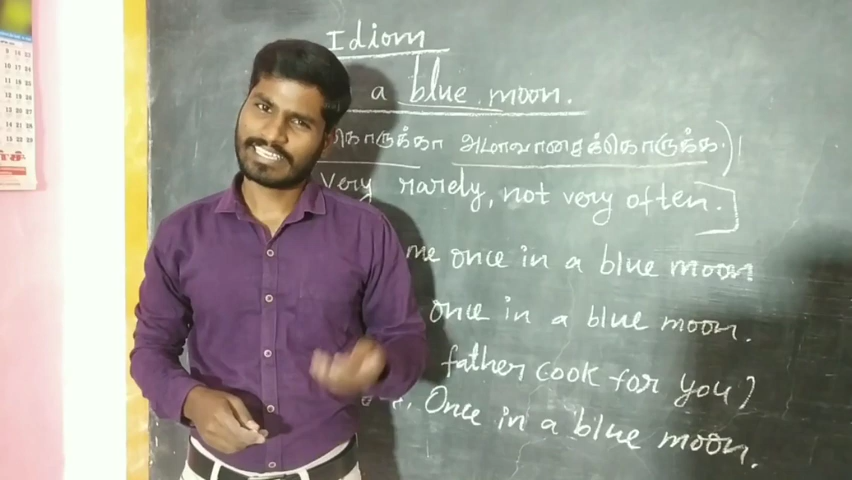 Idiom
a blue moon.
அமாவாசைக்கொருக்க.)
Very rarely, not very often.]
me once in a blue moon.
once in a blue moon.
father cook for you?
Once in a blue moon.